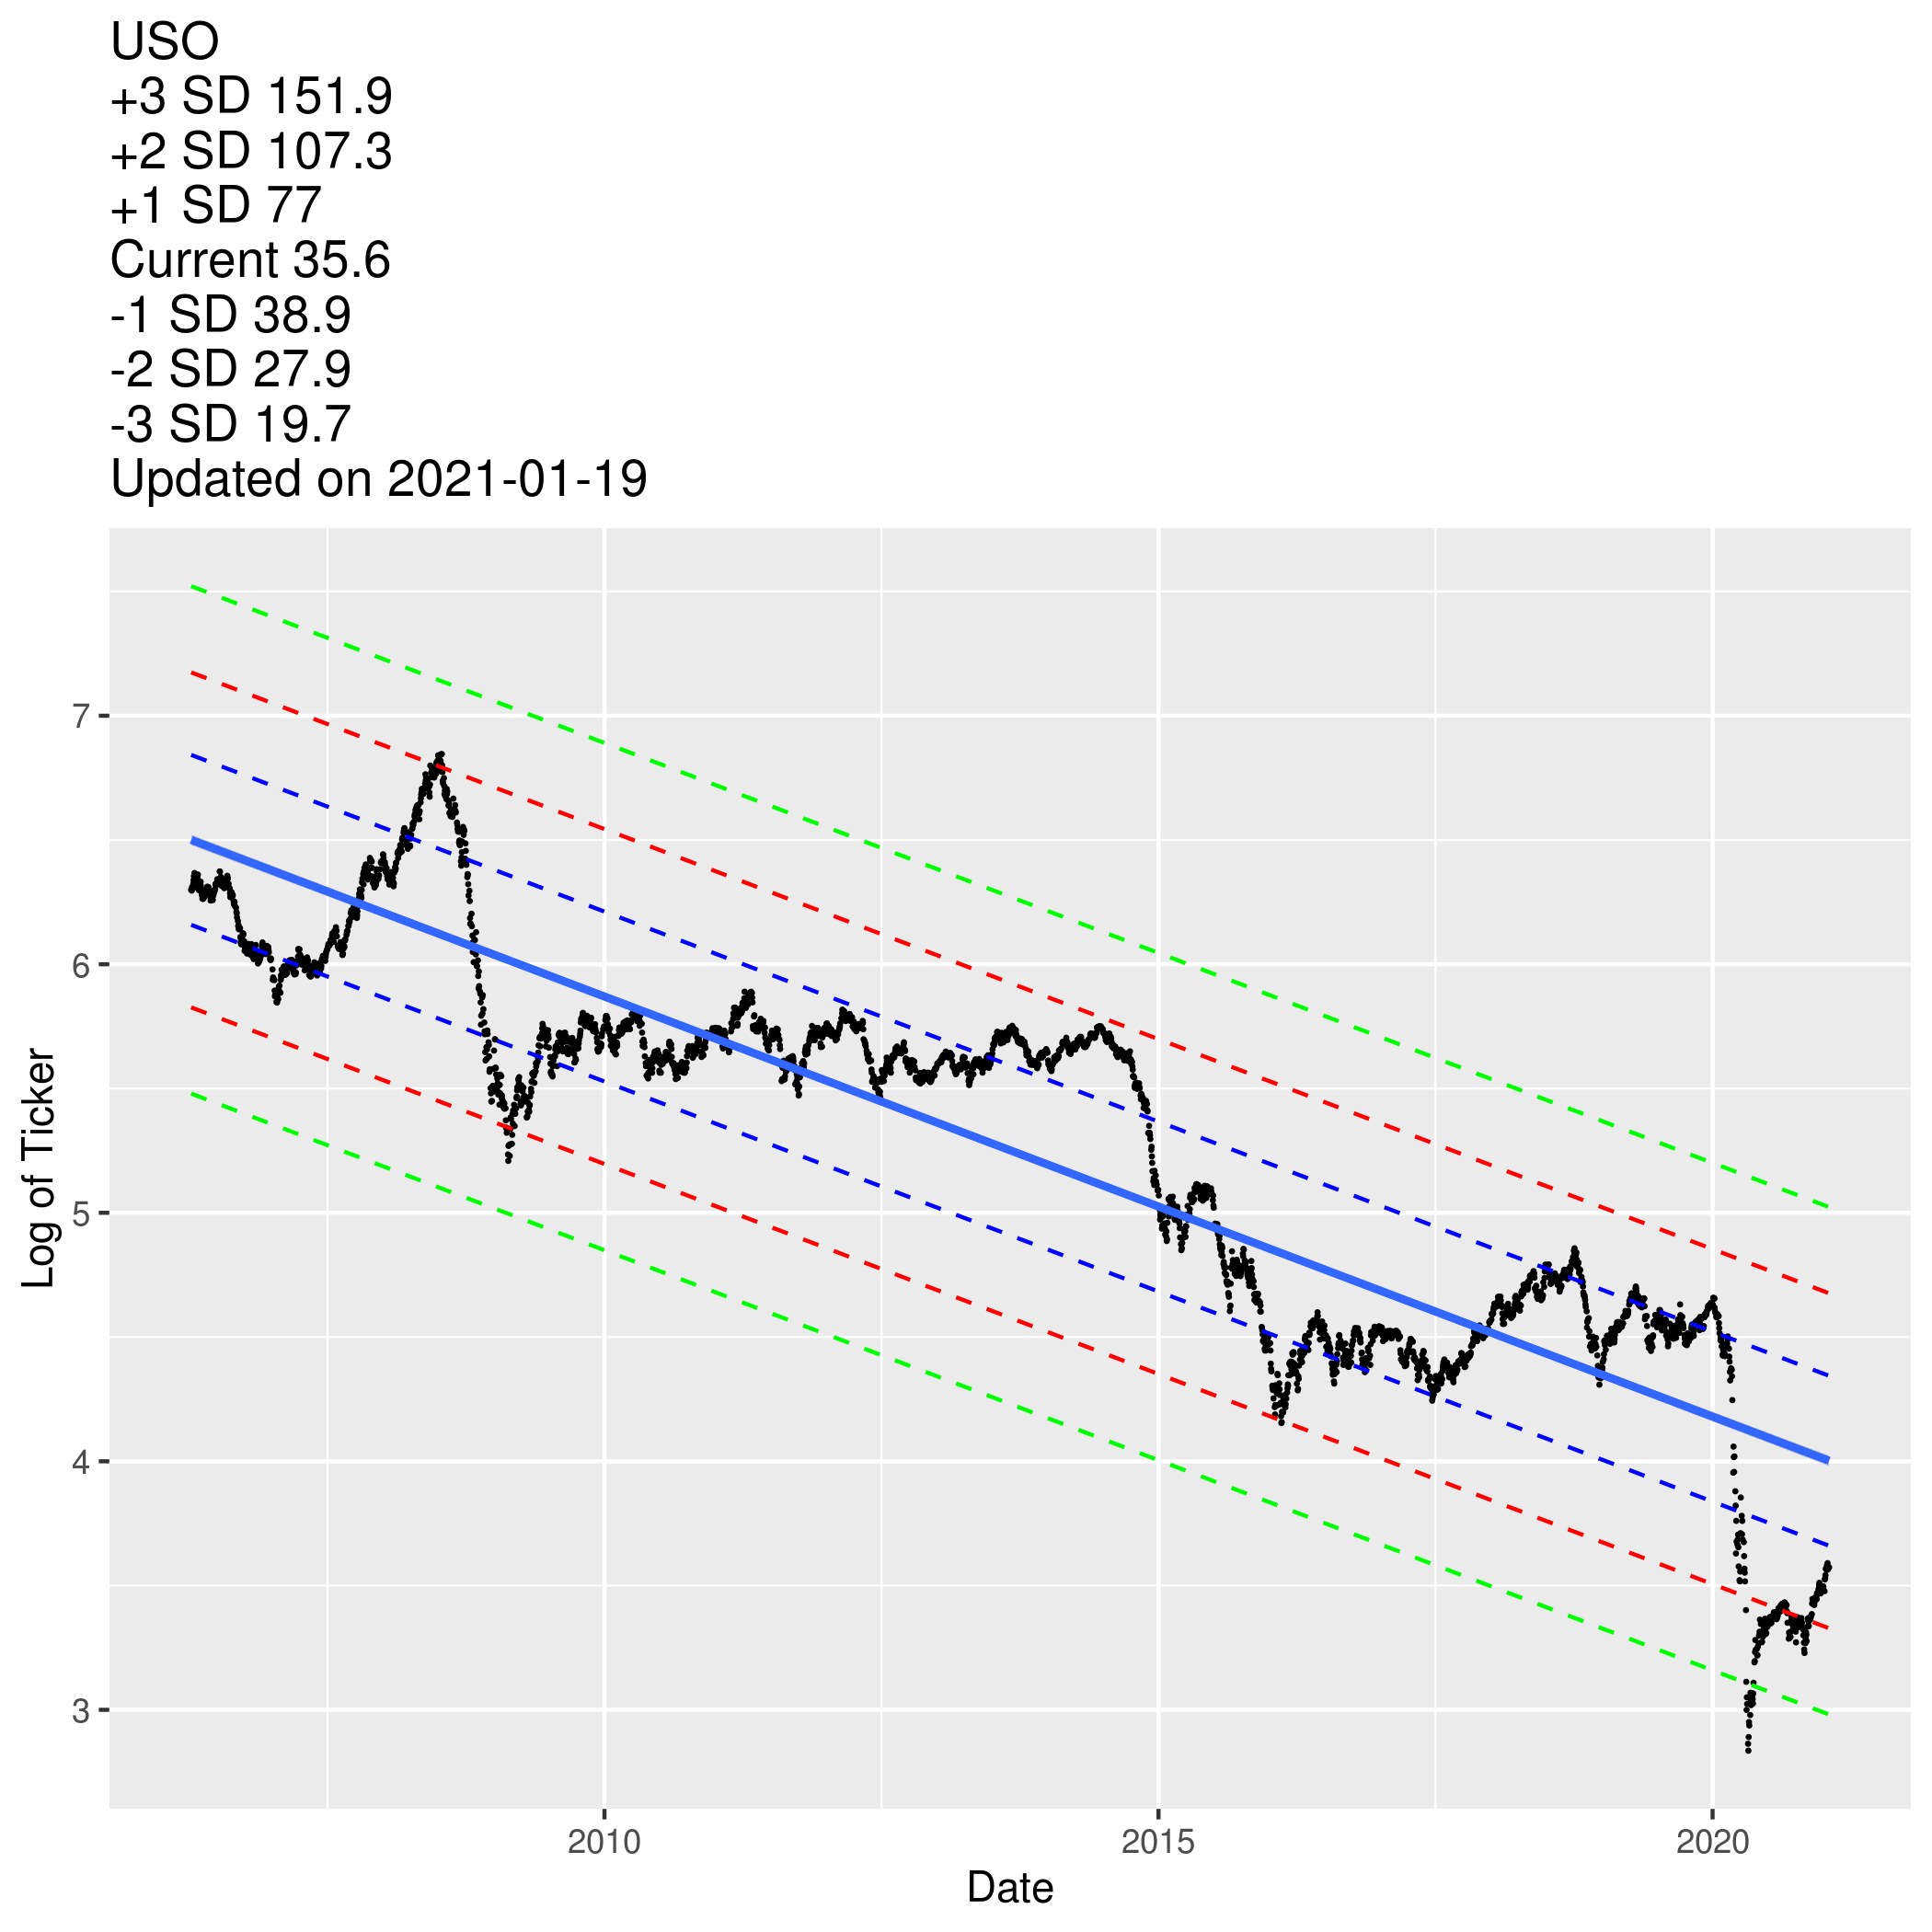 USO
+3 SD 151.9
+2 SD 107.3
+1 SD 77
Current 35.6
-1 SD 38.9
-2 SD 27.9
-3 SD 19.7
Updated on 2021-01-19
7
6
5
4
3
Log of Ticker
2010 2015 2020
Date